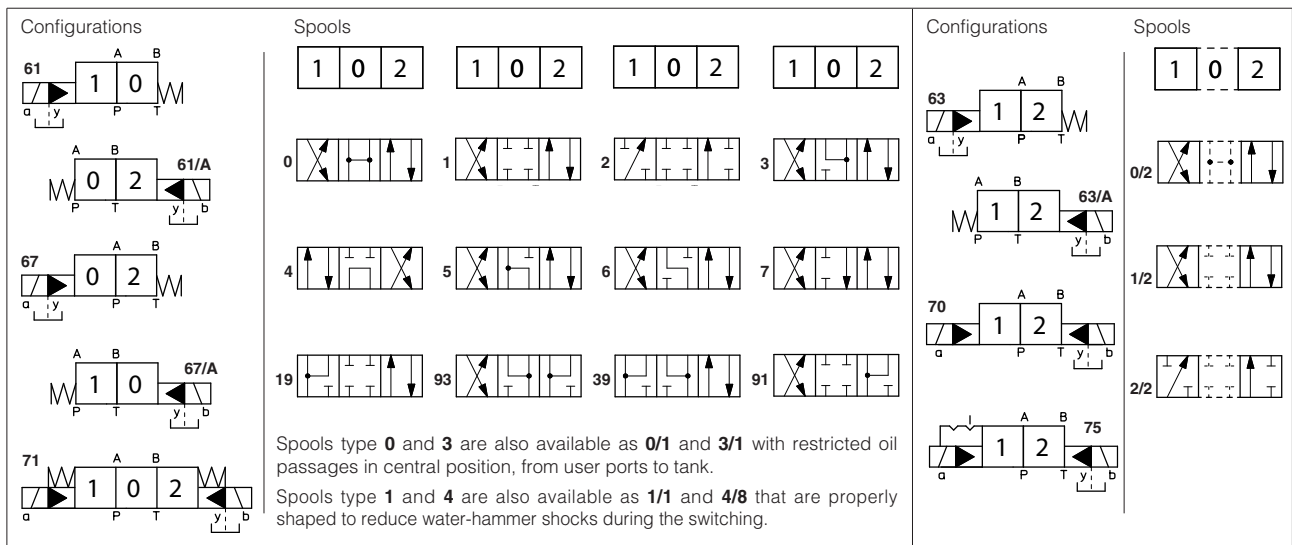 Configurations
Spools
A B
61
1 0
a y P T
A B
61/A
0 2
P T y b
67
A B
0 2
a y P T
A B
67/A
1 0
P T y b
71
A B
1 0 2
a P T y b
1 0 2
1 0 2
1 0 2
1 0 2
0
1
2
3
4
5
6
7
19
93
39
91
Spools type 0 and 3 are also available as 0/1 and 3/1 with restricted oil
passages in central position, from user ports to tank.
Spools type 1 and 4 are also available as 1/1 and 4/8 that are properly
shaped to reduce water-hammer shocks during the switching.
Configurations
Spools
63
A B
1 2
a y P T
A B
63/A
1 2
P T y b
70
A B
1 2
a P T y b
A B
75
1 2
a P T y b
1 0 2
0/2
1/2
2/2